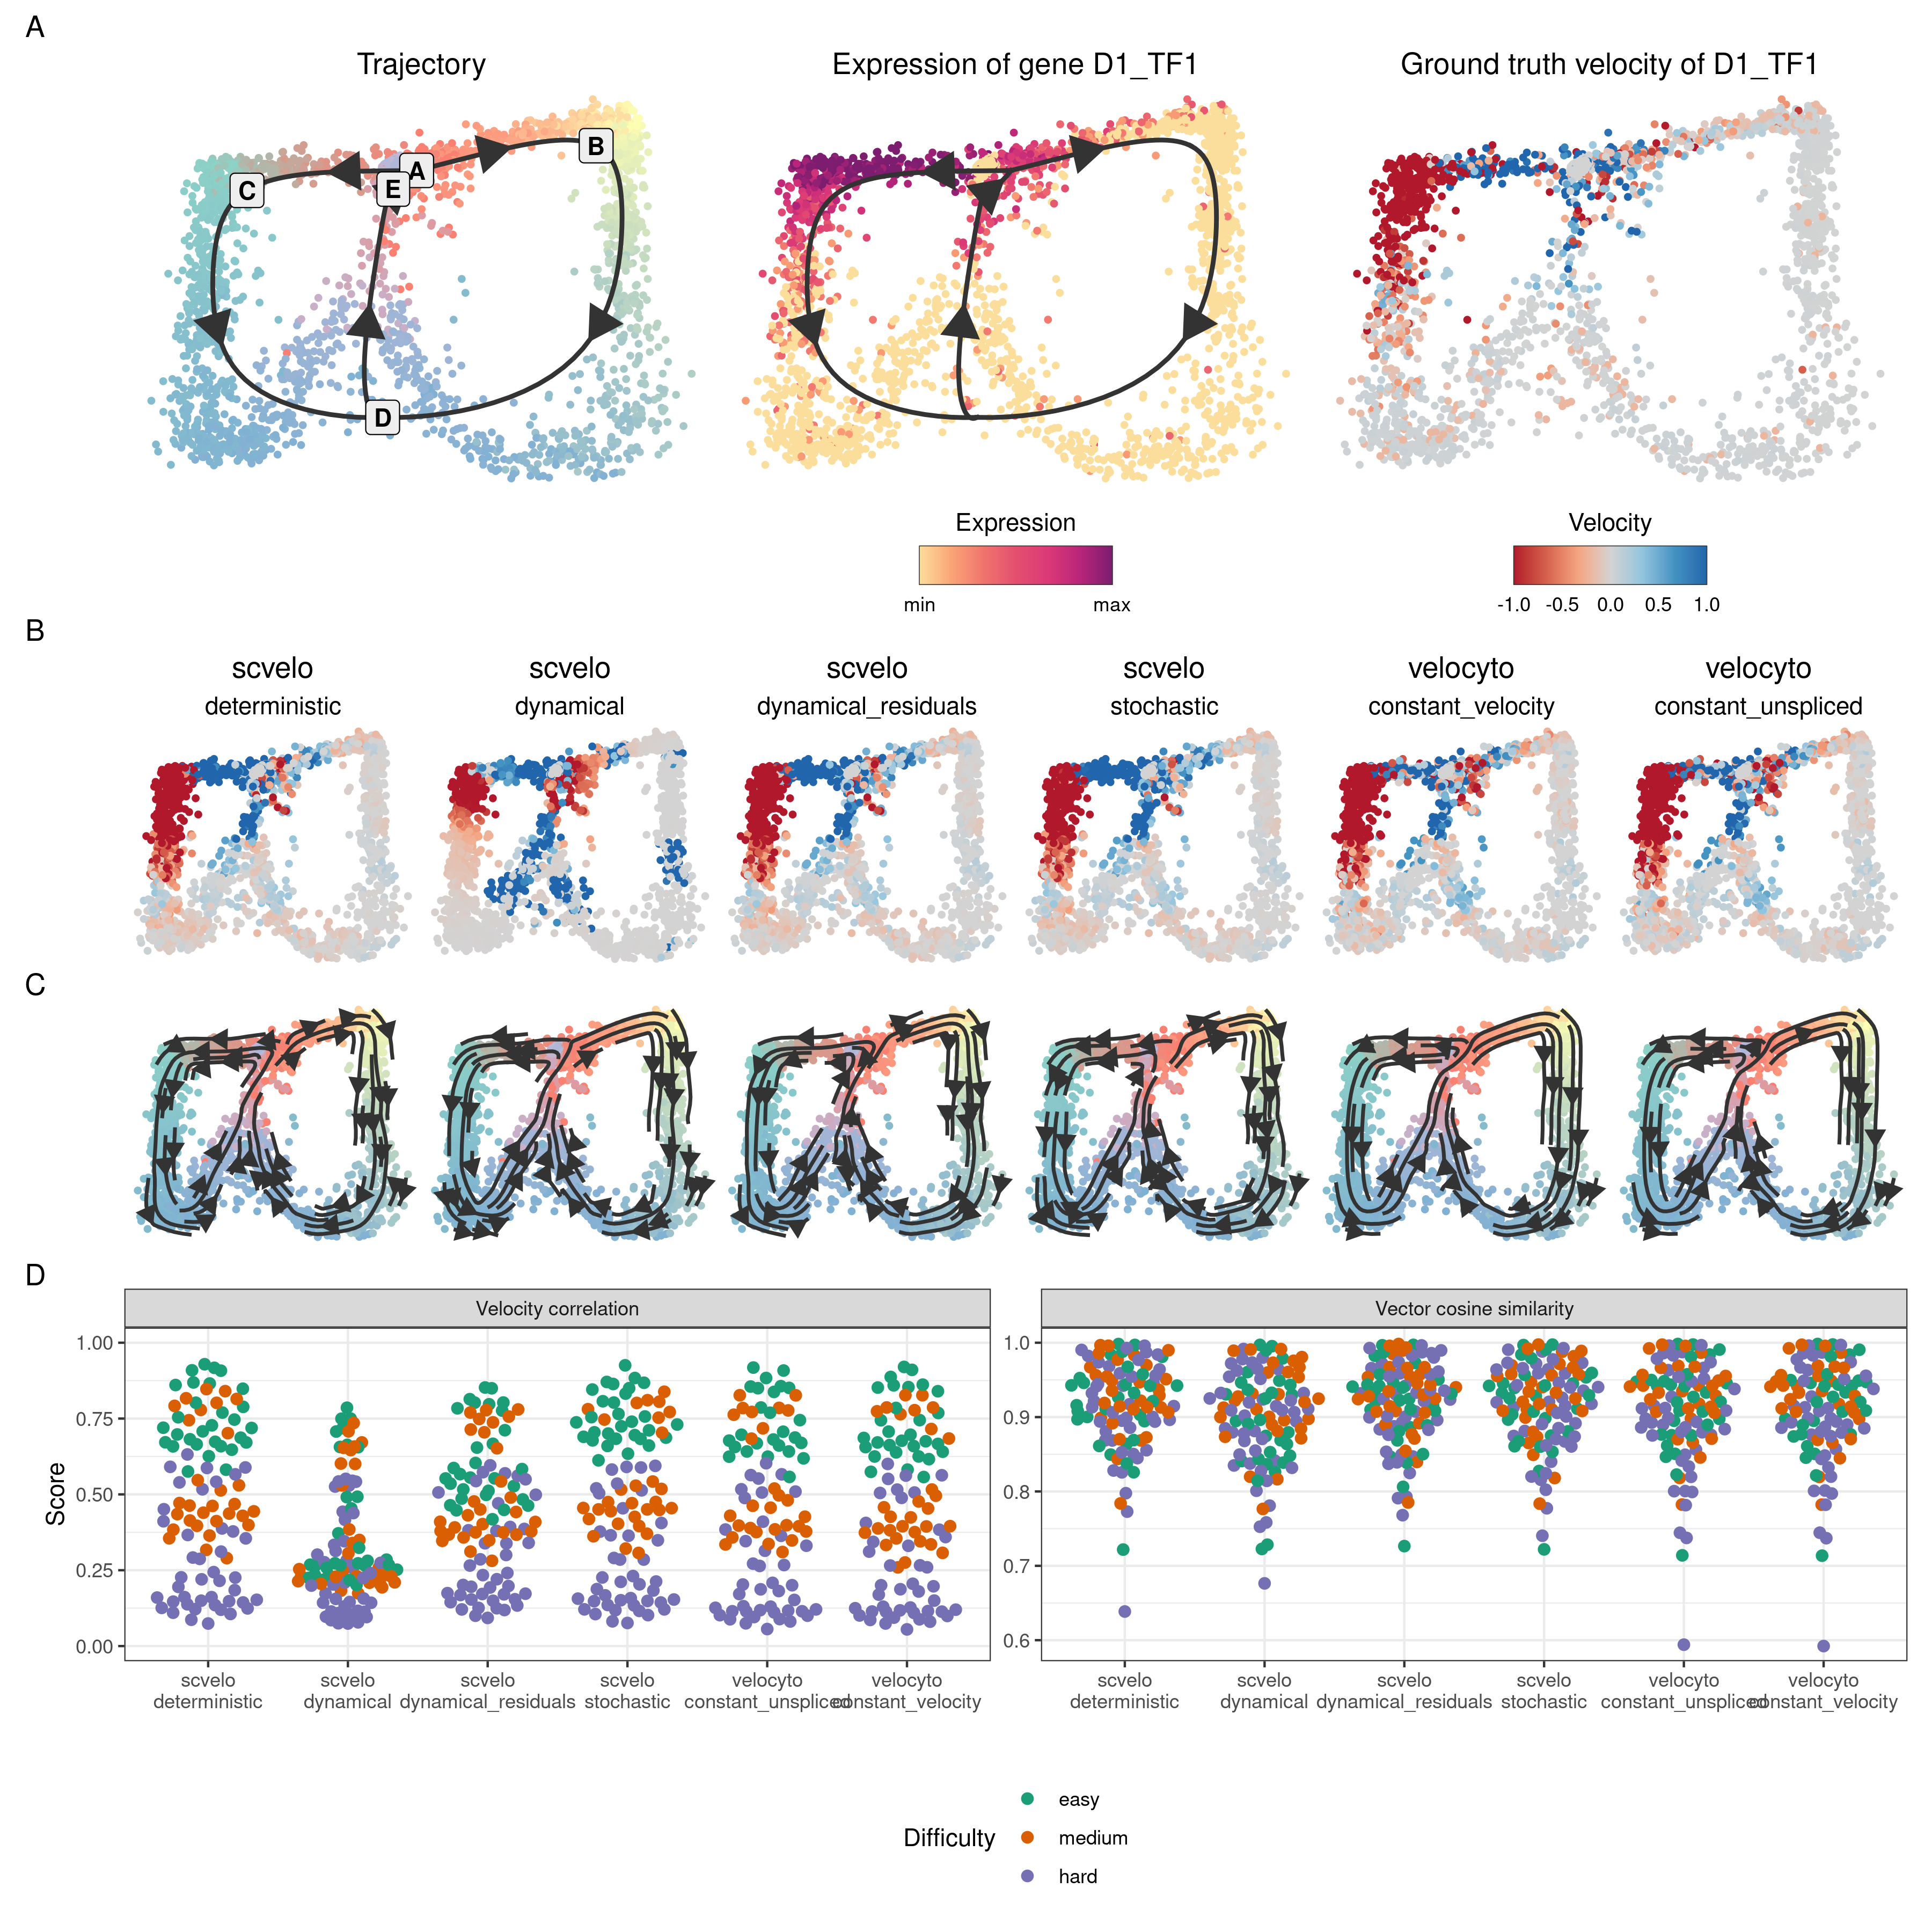 A
Trajectory
Expression of gene D1_TF1
Ground truth velocity of D1_TF1
B
A
C
E
D
Expression
min max
Velocity
-1.0 -0.5 0.0 0.5 1.0
B
scvelo
deterministic
scvelo
dynamical
scvelo
dynamical_residuals
scvelo
stochastic
velocyto
constant_velocity
velocyto
constant_unspliced
C
D
Velocity correlation
Score
1.00
0.75
0.50
0.25
0.00
scvelo
deterministic
scvelo
dynamical
scvelo
dynamical_residuals
scvelo
stochastic
velocyto
constant_unspliced
velocyto
constant_velocity
Vector cosine similarity
1.0
0.9
0.8
0.7
0.6
scvelo
deterministic
scvelo
dynamical
scvelo
dynamical_residuals
scvelo
stochastic
velocyto
constant_unspliced
velocyto
constant_velocity
Difficulty
easy
medium
hard